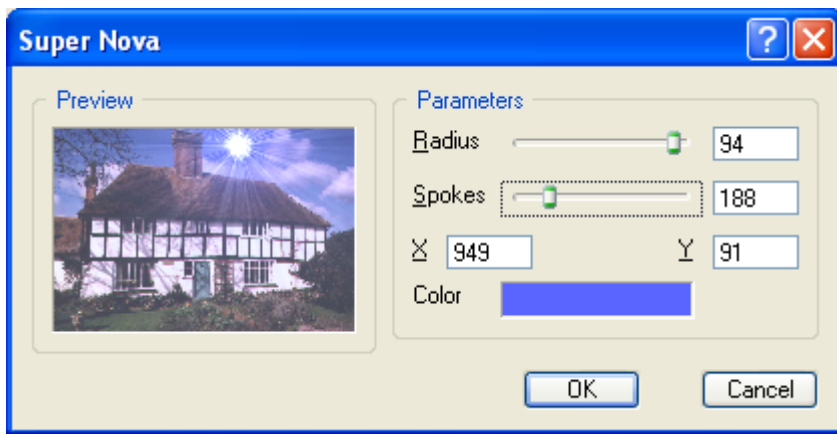 Super Nova
Preview
Parameters
Radius 94
Spokes 188
X 949 Y 91
Color
OK Cancel